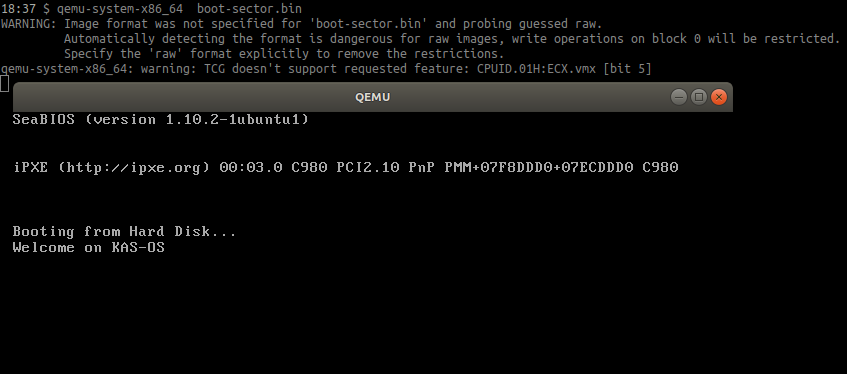 18:37 $ qemu-system-x86_64  boot-sector.bin
WARNING: Image format was not specified for 'boot-sector.bin' and probing guessed raw.
         Automatically detecting the format is dangerous for raw images, write operations on block 0 will be restricted.
         Specify the 'raw' format explicitly to remove the restrictions.
qemu-system-x86_64: warning: TCG doesn't support requested feature: CPUID.01H:ECX.vmx [bit 5]
QEMU
SeaBIOS (version 1.10.2-1ubuntu1)
iPXE (http://ipxe.org) 00:03.0 C980 PCI2.10 PnP PMM+07F8DDD0+07ECDDD0 C980
Booting from Hard Disk...
Welcome on KAS-OS